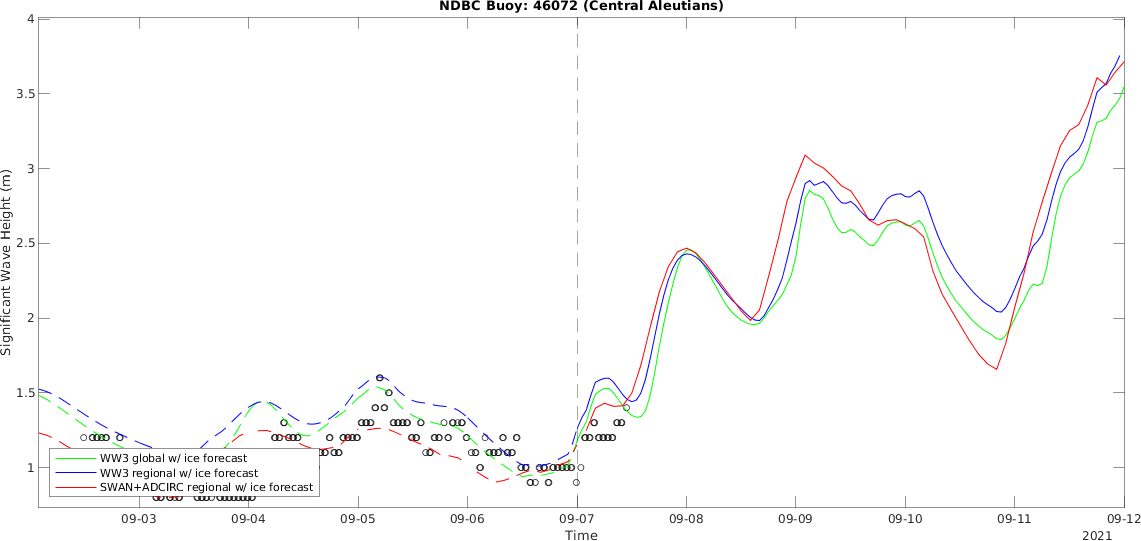 NDBC Buoy: 46072 (Central Aleutians)
4
3.5
3
2.5
2
1.5
1
Significant Wave Height (m)
WW3 global w/ ice forecast
WW3 regional w/ ice forecast
SWAN+ADCIRC regional w/ ice forecast
09-03 09-04 09-05 09-06 09-07 09-08 09-09 09-10 09-11 09-12
Time
2021